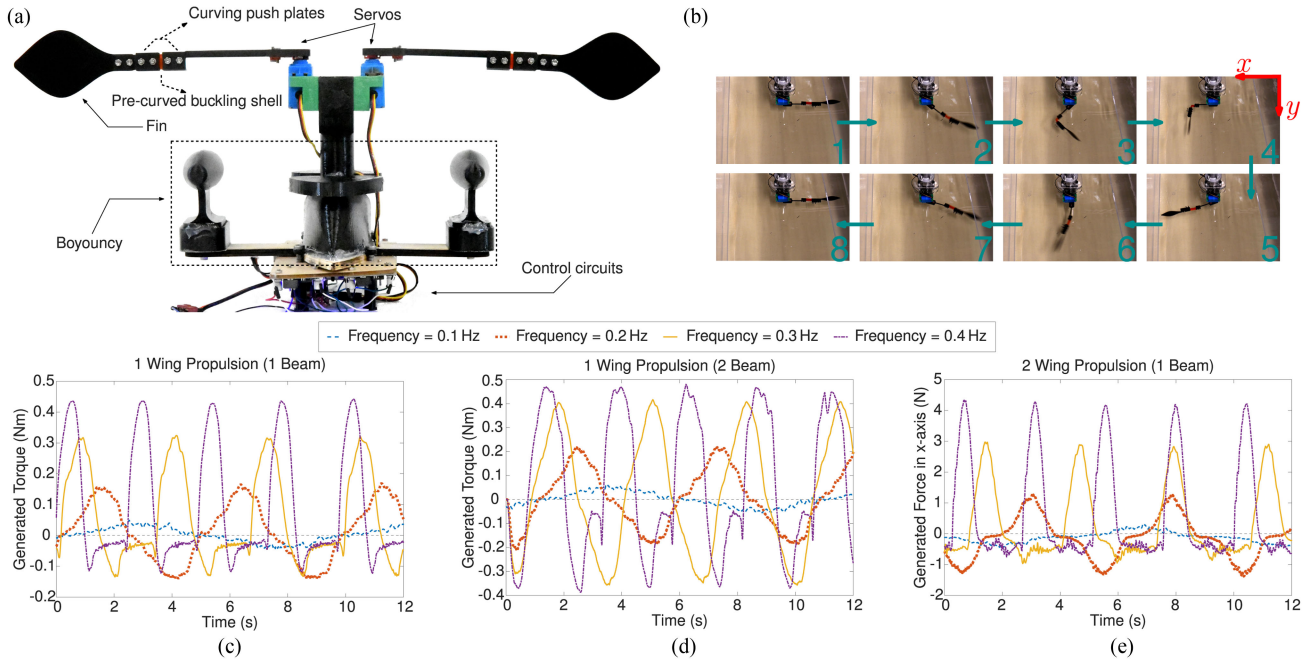 (a)
Curving push plates
Servos
Pre-curved buckling shell
Fin
Boyouncy
Control circuits
(b)
x
y
1
2
3
4
8
7
6
5
Frequency = 0.1 Hz
Frequency = 0.2 Hz
Frequency = 0.3 Hz
Frequency = 0.4 Hz
1 Wing Propulsion (1 Beam)
Generated Torque (Nm)
0.5
0.4
0.3
0.2
0.1
0
-0.1
-0.2
0 2 4 6 8 10 12
Time (s)
(c)
1 Wing Propulsion (2 Beam)
Generated Torque (Nm)
0.5
0.4
0.3
0.2
0.1
0
-0.1
-0.2
-0.3
-0.4
0 2 4 6 8 10 12
Time (s)
(d)
2 Wing Propulsion (1 Beam)
Generated Force in x-axis (N)
5
4
3
2
1
0
-1
-2
0 2 4 6 8 10 12
Time (s)
(e)